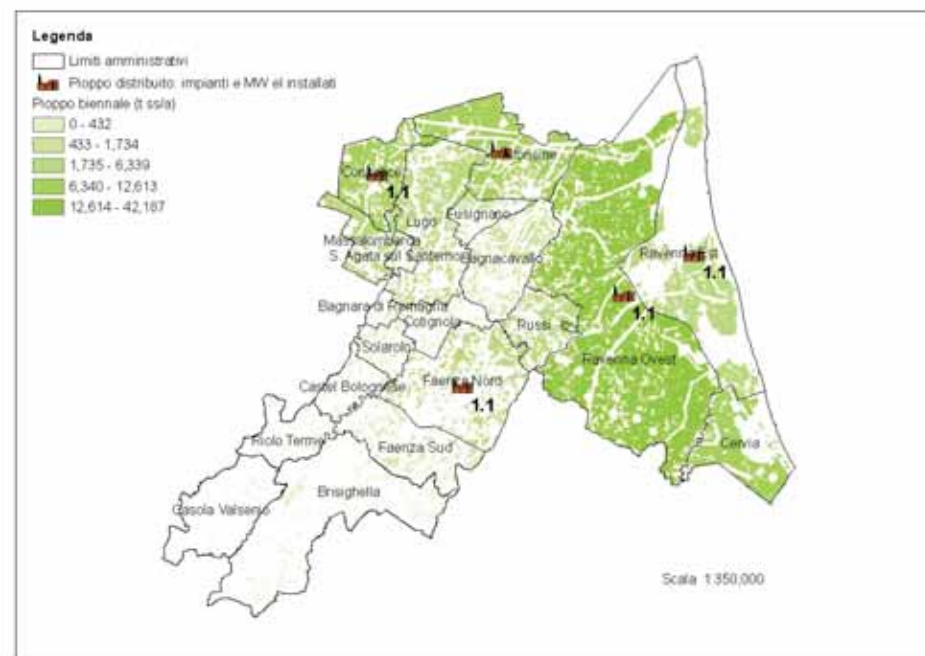 Legenda
Limiti amministrativi
Pioppo distribuito: impianti e MW el installati
Pioppo biennale (t ss/a)
0 - 432
433 - 1,734
1,735 - 6,339
6,340 - 12,613
12,614 - 42,187
1.1
Lugo
Fusignano
Massalombarda
S. Agata sul Santerno
Bagnacavallo
Ravenna Est
1.1
Bagnara di Romagna
Cotignola
Russi
1.1
Solarolo
Ravenna Ovest
Castel Bolognese
Faenza Nord
1.1
Riolo Terme
Faenza Sud
Cervia
Brisighella
Casola Valsenio
Scala 1:350,000